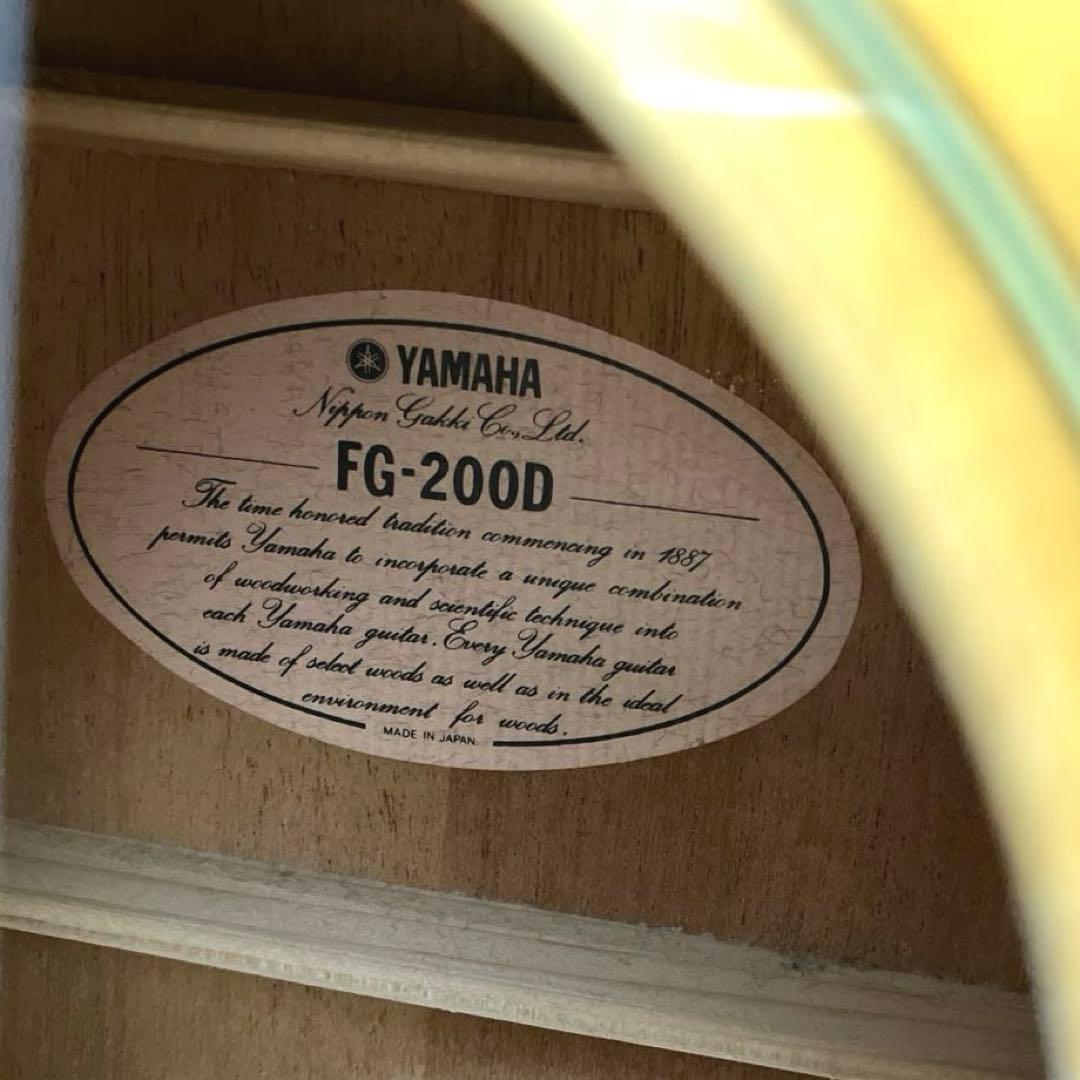 YAMAHA
Nippon Gakki Co., Ltd.
FG-200D
The time honored tradition commencing in 1887
permits Yamaha to incorporate a unique combination
of woodworking and scientific technique into
each Yamaha guitar. Every Yamaha guitar
is made of select woods as well as in the ideal
environment for woods.
MADE IN JAPAN